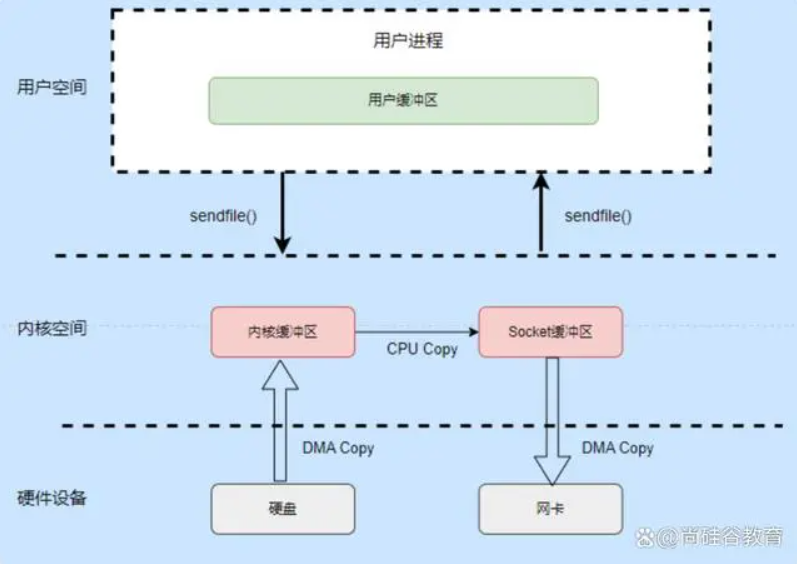 用户进程
用户空间
用户缓冲区
sendfile()
sendfile()
内核空间
内核缓冲区
CPU Copy
Socket缓冲区
DMA Copy
DMA Copy
硬件设备
硬盘
网卡
@尚硅谷教育